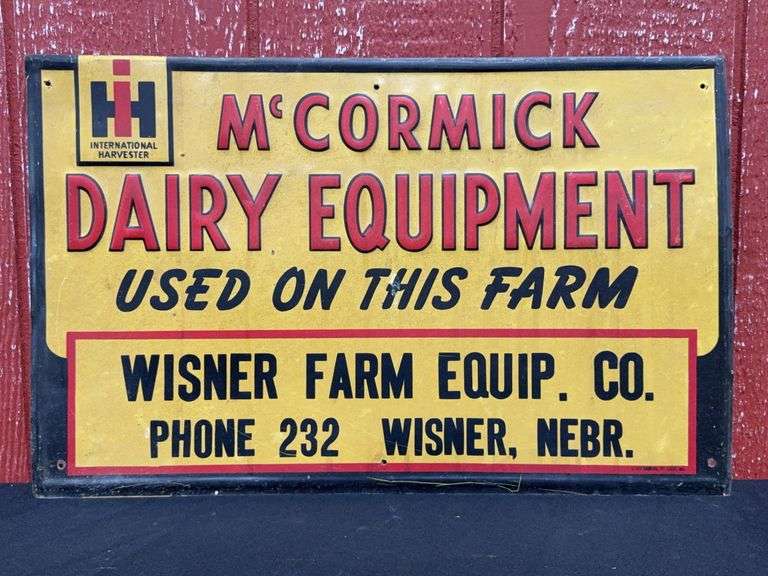 IH
INTERNATIONAL
HARVESTER
McCORMICK
DAIRY EQUIPMENT
USED ON THIS FARM
WISNER FARM EQUIP. CO.
PHONE 232 WISNER, NEBR.